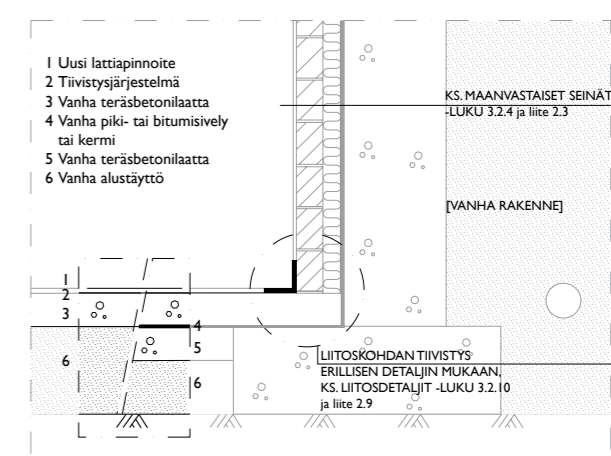 1 Uusi lattiapinnoite
2 Tiivistysjärjestelmä
3 Vanha teräsbetonilaatta
4 Vanha piki- tai bitumisively
tai kermi
5 Vanha teräsbetonilaatta
6 Vanha alustäyttö
KS. MAANVASTAISET SEINÄT
-LUKU 3.2.4 ja liite 2.3
[VANHA RAKENNE]
1
2
3
4
5
6
6
LIITOSKOHDAN TIIVISTYS
ERILLISEN DETALJIN MUKAAN,
KS. LIITOSDETALJIT -LUKU 3.2.10
ja liite 2.9